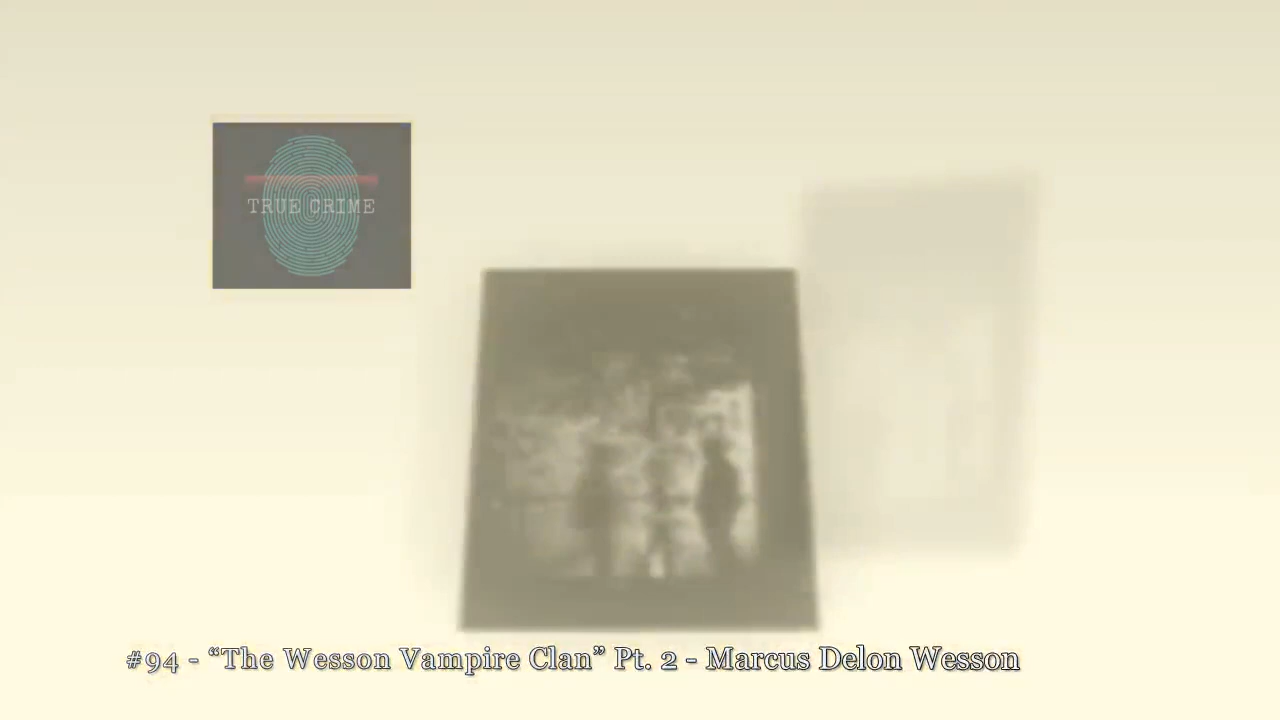 TRUE CRIME
#94 - “The Wesson Vampire Clan” Pt. 2 - Marcus Delon Wesson